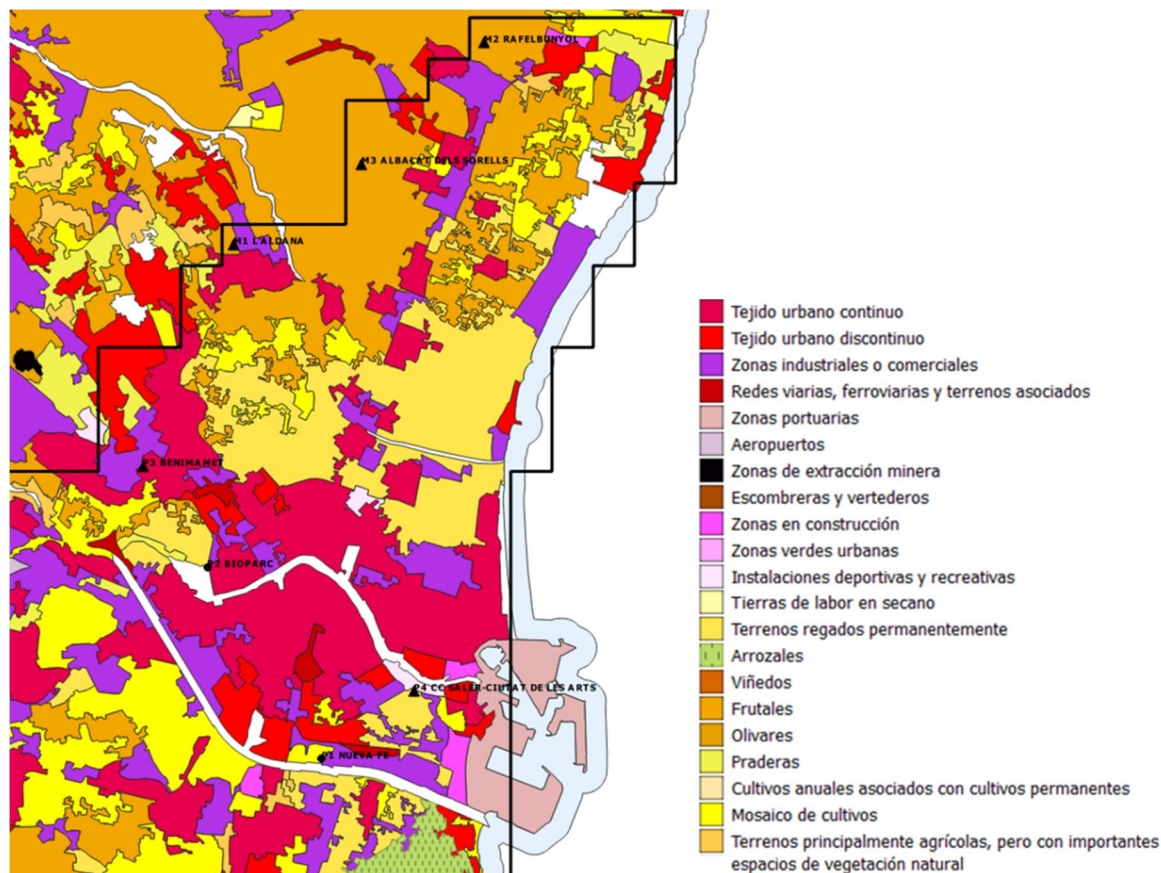 M2 RAFELBUNYOL
M3 ALBALAT DELS SORELLS
M1 L'ALDANA
P3 BENIMAMET
P2 BIOPARC
P4 CC SALER-CIUTAT DE LES ARTS
P1 NUEVA FE
Tejido urbano continuo
Tejido urbano discontinuo
Zonas industriales o comerciales
Redes viarias, ferroviarias y terrenos asociados
Zonas portuarias
Aeropuertos
Zonas de extracción minera
Escombreras y vertederos
Zonas en construcción
Zonas verdes urbanas
Instalaciones deportivas y recreativas
Tierras de labor en secano
Terrenos regados permanentemente
Arrozales
Viñedos
Frutales
Olivares
Praderas
Cultivos anuales asociados con cultivos permanentes
Mosaico de cultivos
Terrenos principalmente agrícolas, pero con importantes
espacios de vegetación natural